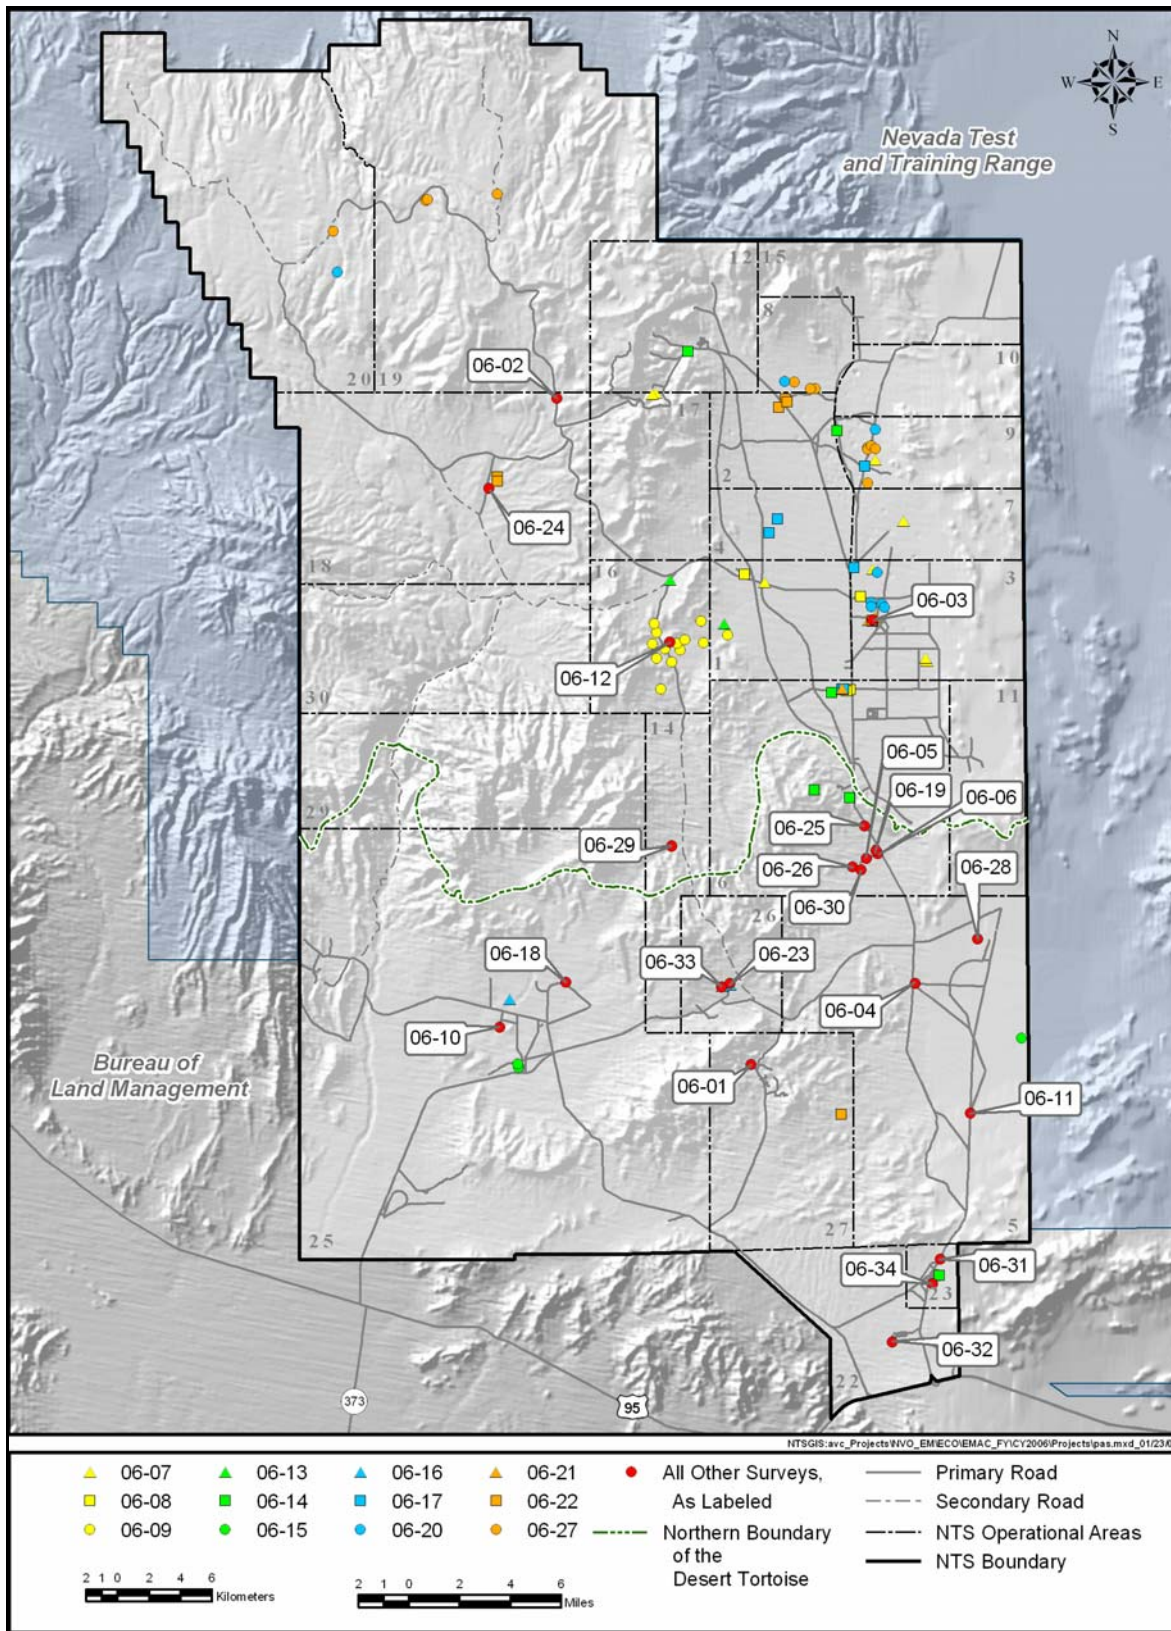 N
W
E
S
Nevada Test
and Training Range
12
15
8
10
06-02
20
19
17
9
2
7
06-24
18
16
4
3
06-03
06-12
1
30
11
14
06-05
06-19
06-06
29
06-25
06-29
06-28
06-26
6
06-30
26
06-18
06-33
06-23
06-04
06-10
Bureau of
Land Management
06-01
06-11
25
27
5
06-31
06-34
23
06-32
22
373
95
06-07
06-13
06-16
06-21
All Other Surveys,
Primary Road
06-08
06-14
06-17
06-22
As Labeled
Secondary Road
06-09
06-15
06-20
06-27
Northern Boundary
NTS Operational Areas
of the
NTS Boundary
Desert Tortoise
2 1 0 2 4 6
Kilometers
2 1 0 2 4 6
Miles